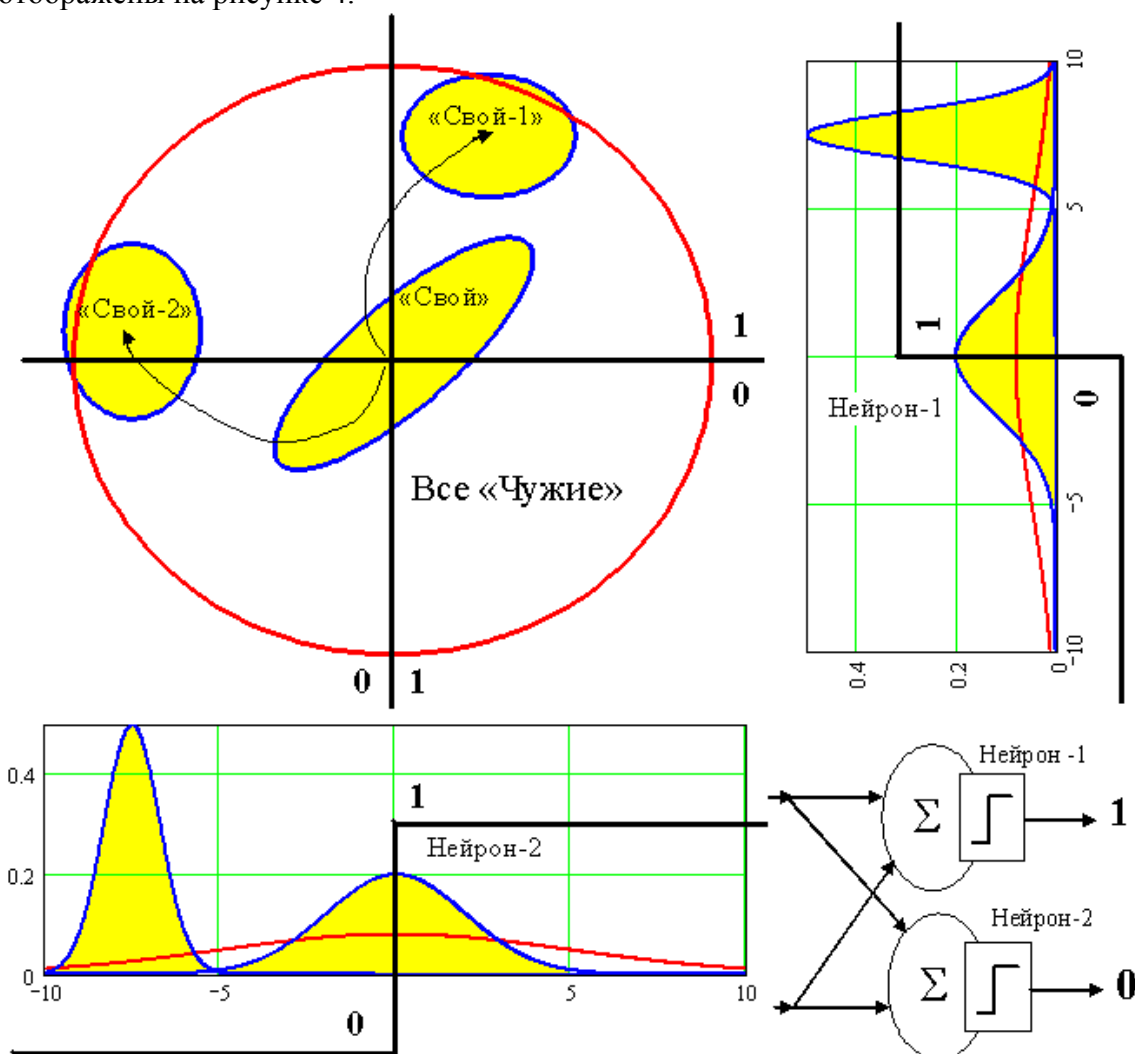 отображены на рисунке 4.
«Свой-1»
«Свой-2»
«Свой»
1
0
Все «Чужие»
0 1
10
5
1
0
Нейрон-1
-5
-10
0.4
0.2
0
0.4
0.2
0
1
Нейрон-2
0
-10
-5
5
10
Нейрон -1
Σ
1
Нейрон-2
Σ
0